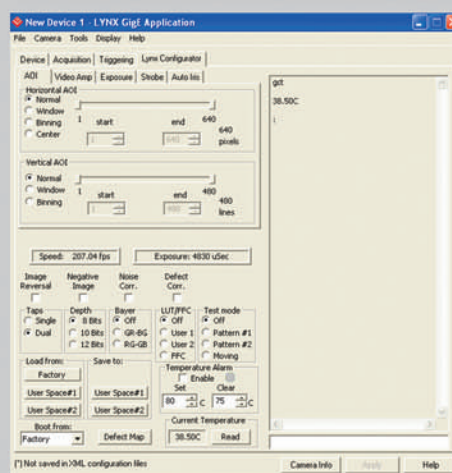 New Device 1 - LYNX GigE Application
File Camera Tools Display Help
Device Acquisition Triggering Lynx Configurator
AOI Video Amp Exposure Strobe Auto Iris
Horizontal AOI
Normal
Window
Binning
Center
1 start end 640
1 640
640 pixels
Vertical AOI
Normal
Window
Binning
1 start end 480
1 480
480 lines
Speed: 207.04 fps
Exposure: 4830 uSec
Image Reversal
Negative Image
Noise Corr.
Defect Corr.
Taps
Single
Dual
Depth
8 Bits
10 Bits
12 Bits
Bayer
Off
GR-BG
RG-GB
LUT/FFC
Off
User 1
User 2
FFC
Test mode
Off
Pattern #1
Pattern #2
Moving
Load from:
Factory
User Space#1
User Space#2
Save to:
User Space#1
User Space#2
Temperature Alarm
Enable
Set Clear
80 C 75 C
Boot from:
Factory
Defect Map
Current Temperature
38.50C Read
gct
38.50C
(*) Not saved in XML configuration files
Camera Info Apply Help